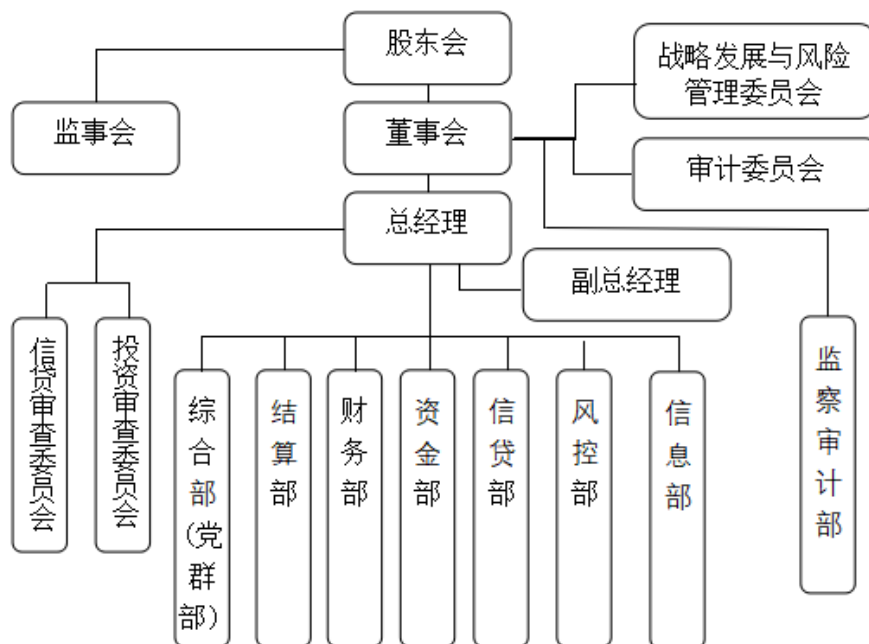 股东会
战略发展与风险
管理委员会
监事会
董事会
审计委员会
总经理
副总经理
信贷审查委员会
投资审查委员会
综合部(党群部)
结算部
财务部
资金部
信贷部
风控部
信息部
监察审计部